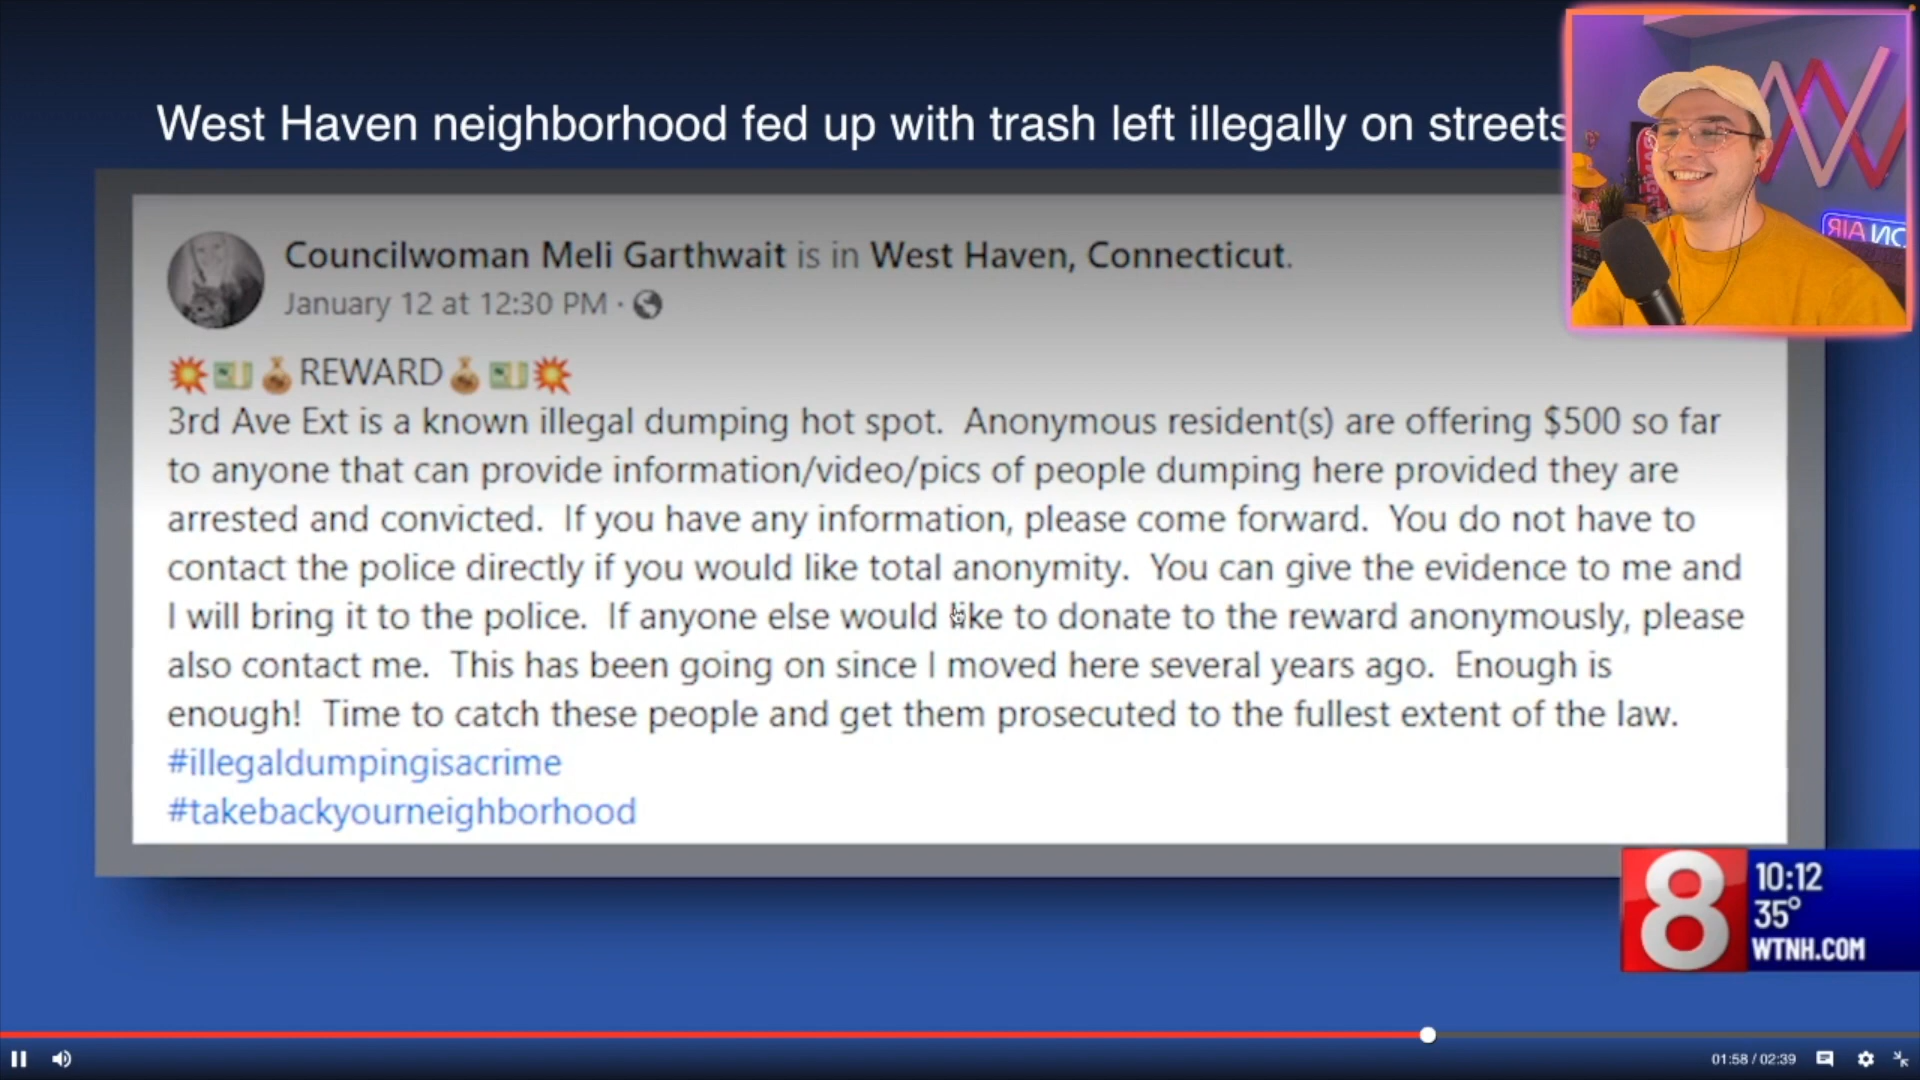 West Haven neighborhood fed up with trash left illegally on streets
Councilwoman Meli Garthwait is in West Haven, Connecticut.
January 12 at 12:30 PM ·
💥💵💰REWARD💰💵💥
3rd Ave Ext is a known illegal dumping hot spot.  Anonymous resident(s) are offering $500 so far
to anyone that can provide information/video/pics of people dumping here provided they are
arrested and convicted.  If you have any information, please come forward.  You do not have to
contact the police directly if you would like total anonymity.  You can give the evidence to me and
I will bring it to the police.  If anyone else would like to donate to the reward anonymously, please
also contact me.  This has been going on since I moved here several years ago.  Enough is
enough!  Time to catch these people and get them prosecuted to the fullest extent of the law.
#illegaldumpingisacrime
#takebackyourneighborhood
ON AIR
8
10:12
35°
WTNH.COM
01:58 / 02:39